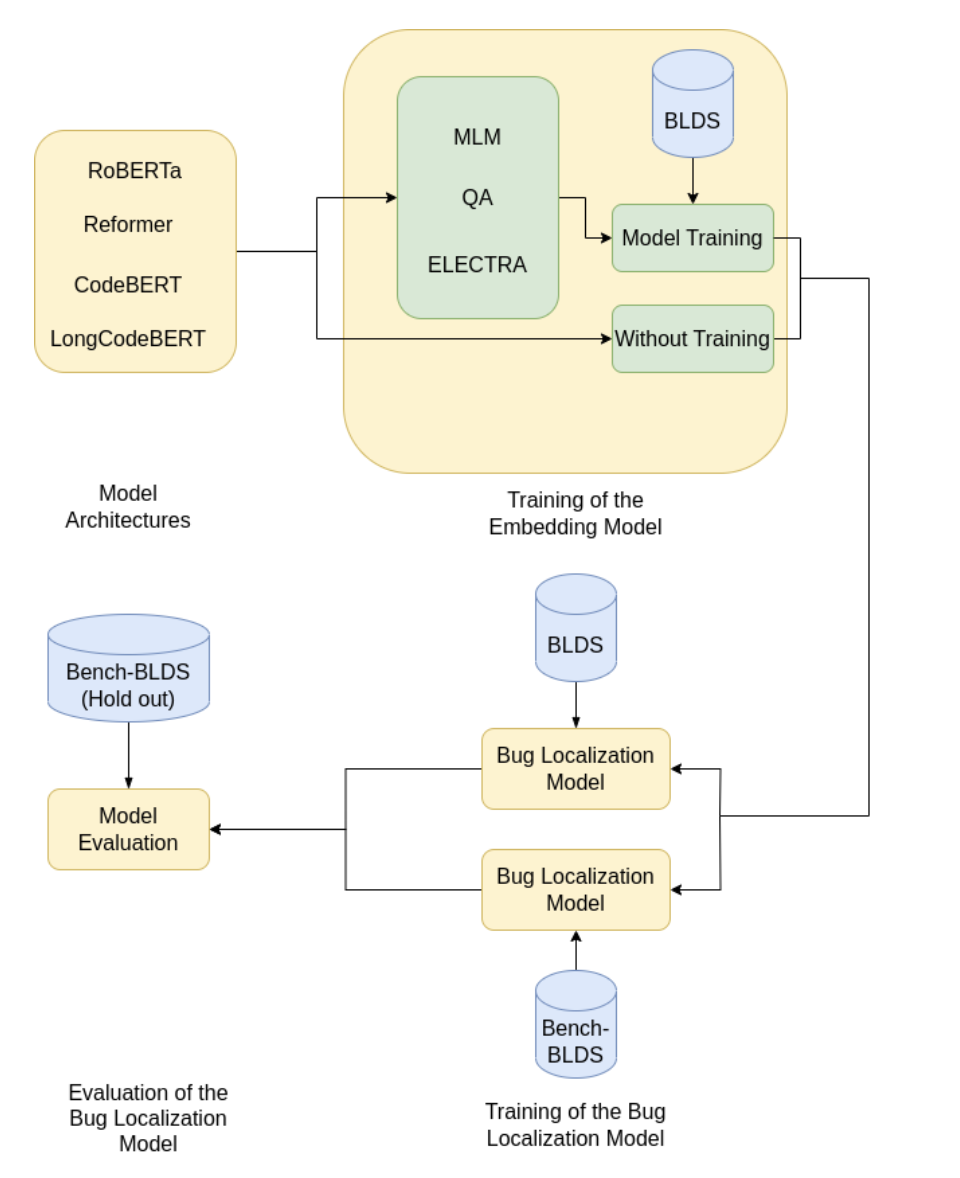 RoBERTa
Reformer
CodeBERT
LongCodeBERT
Model
Architectures
MLM
QA
ELECTRA
BLDS
Model Training
Without Training
Training of the
Embedding Model
BLDS
Bug Localization
Model
Bug Localization
Model
Bench-
BLDS
Training of the Bug
Localization Model
Bench-BLDS
(Hold out)
Model
Evaluation
Evaluation of the
Bug Localization
Model